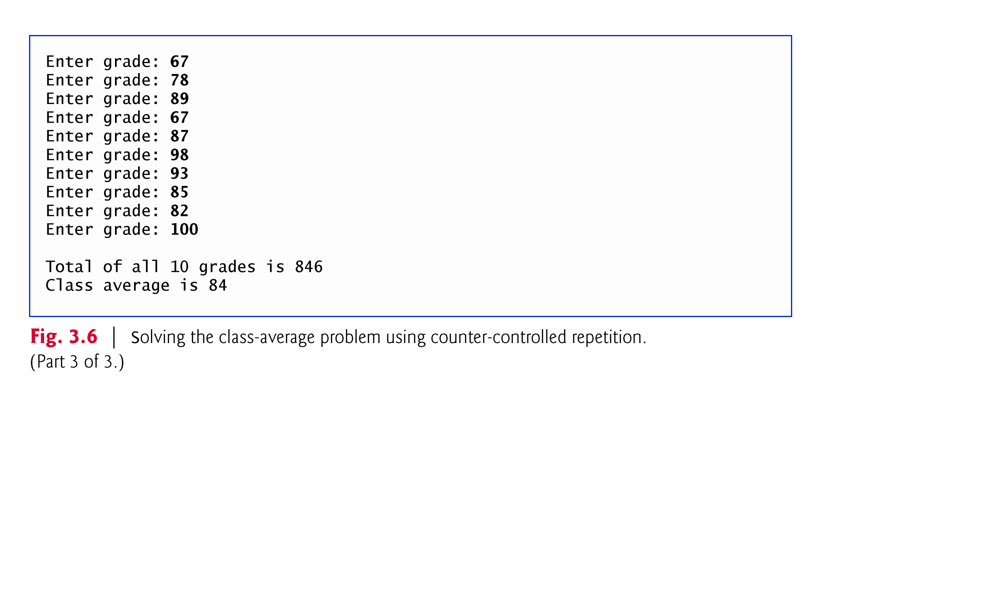 Enter grade: 67
Enter grade: 78
Enter grade: 89
Enter grade: 67
Enter grade: 87
Enter grade: 98
Enter grade: 93
Enter grade: 85
Enter grade: 82
Enter grade: 100
Total of all 10 grades is 846
Class average is 84
Fig. 3.6 | Solving the class-average problem using counter-controlled repetition.
(Part 3 of 3.)